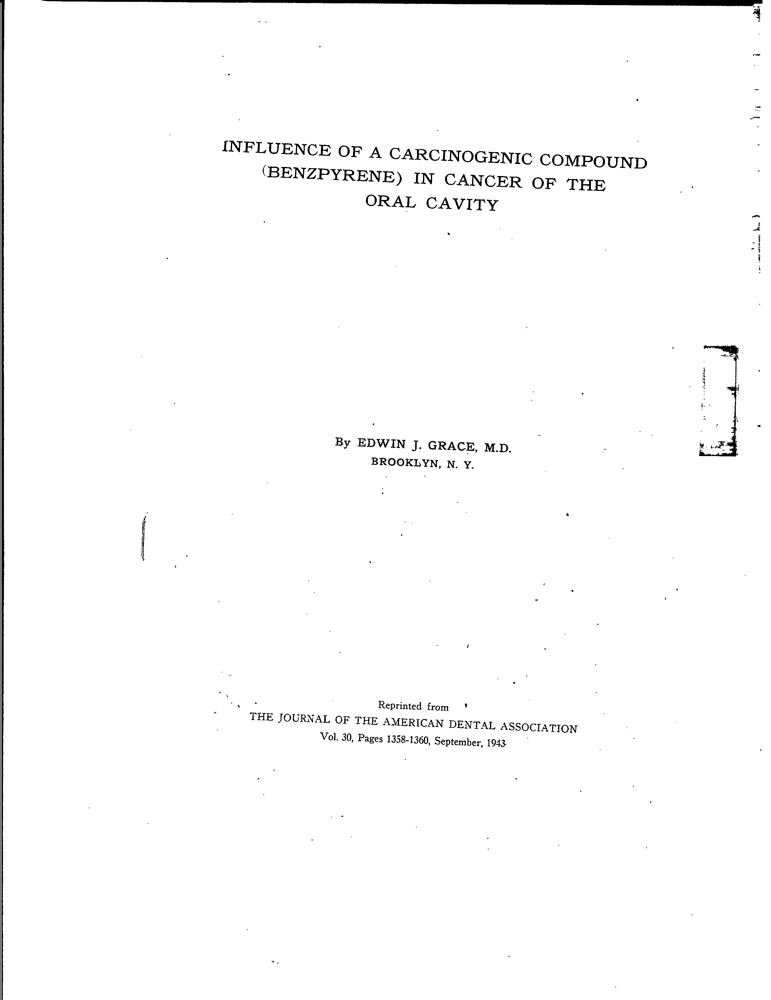 INFLUENCE OF A CARCINOGENIC COMPOUND
(BENZPYRENE) IN CANCER OF THE
ORAL CAVITY
By EDWIN J. GRACE, M.D.
BROOKLYN, N. Y.
Reprinted from
THE JOURNAL OF THE AMERICAN DENTAL ASSOCIATION
Vol. 30, Pages 1358-1360, September, 1943